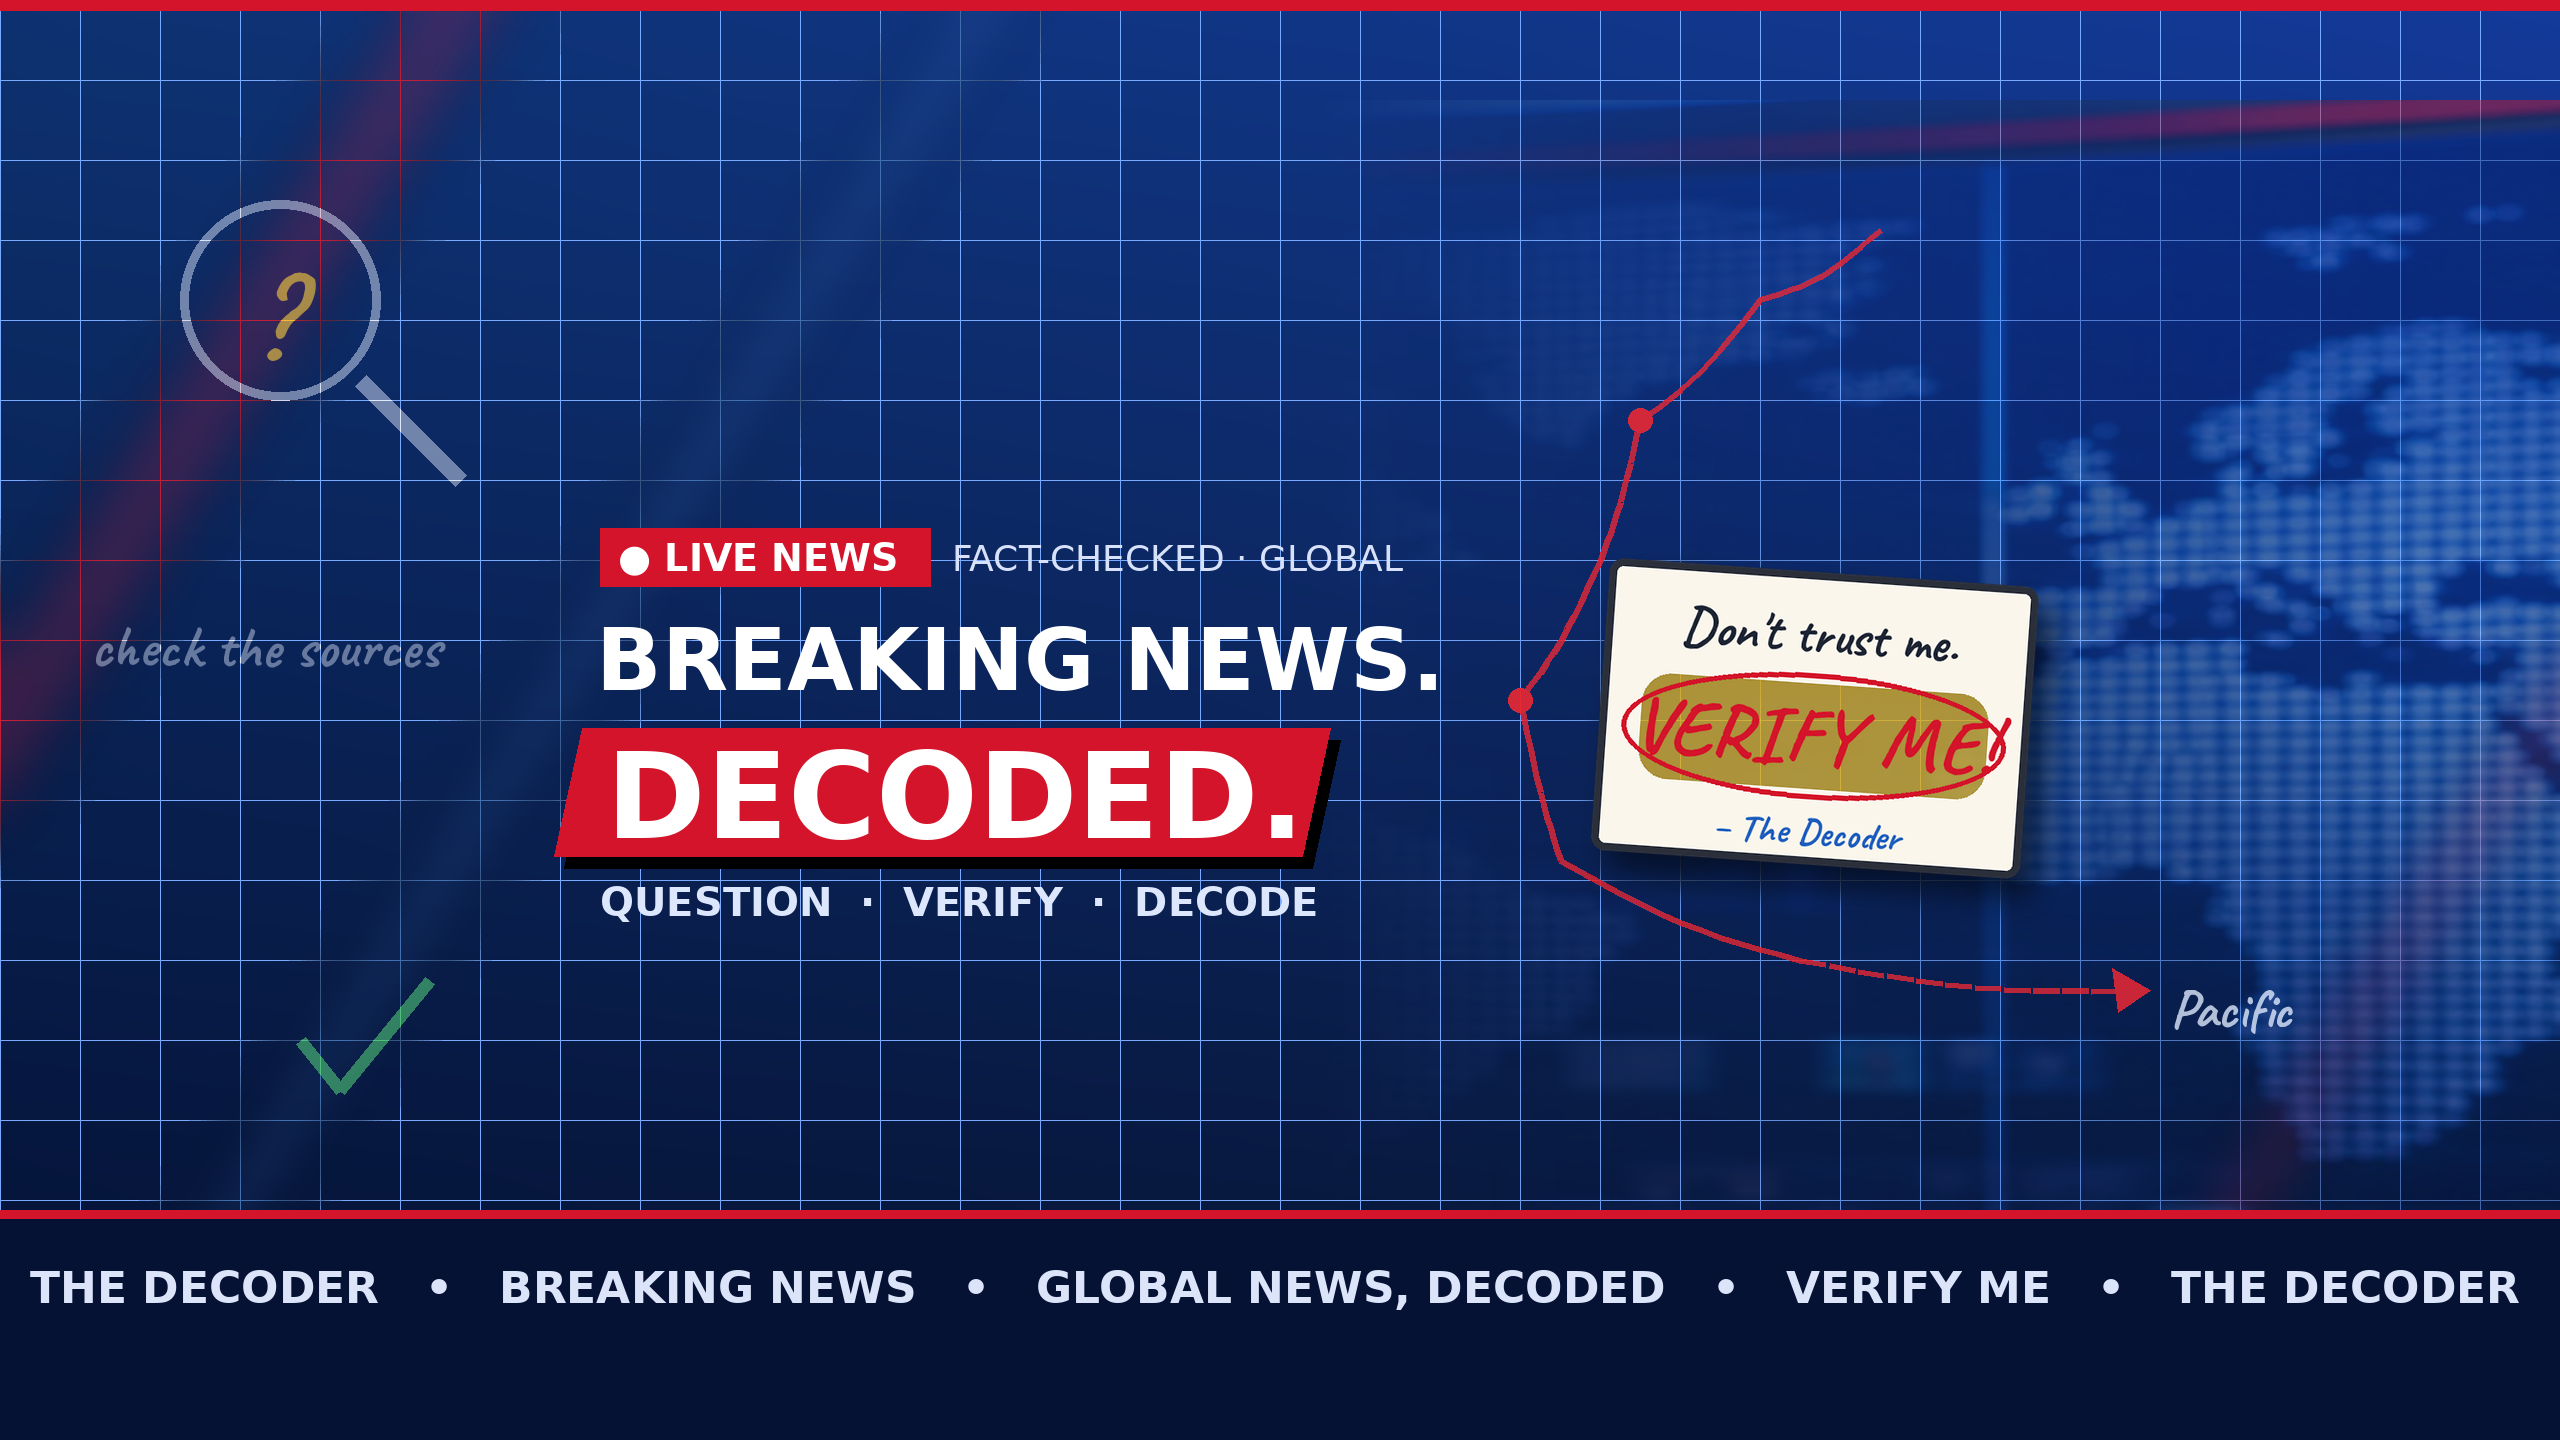 ?
● LIVE NEWS FACT-CHECKED · GLOBAL
BREAKING NEWS.
DECODED.
QUESTION · VERIFY · DECODE
check the sources
Don't trust me.
VERIFY ME!
– The Decoder
Pacific
THE DECODER • BREAKING NEWS • GLOBAL NEWS, DECODED • VERIFY ME • THE DECODER